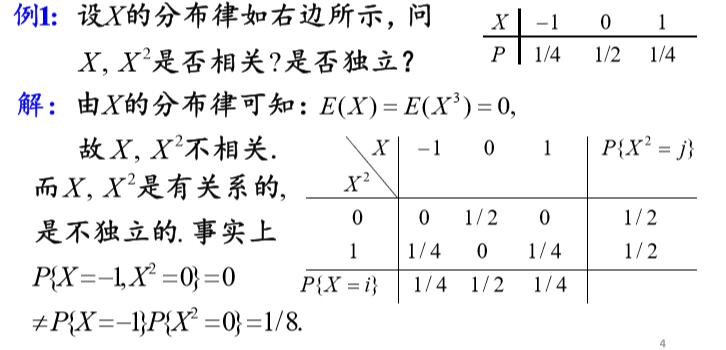 例1: 设X的分布律如右边所示, 问
X, X²是否相关?是否独立?
X −1 0 1
P 1/4 1/2 1/4
解: 由X的分布律可知: E(X) = E(X³) = 0,
故 X, X²不相关.
而X, X²是有关系的,
是不独立的. 事实上
P{X=−1, X²=0}=0
≠P{X=−1}P{X²=0}=1/8.
X −1 0 1 P{X² = j}
X²
0 0 1/2 0 1/2
1 1/4 0 1/4 1/2
P{X = i} 1/4 1/2 1/4
4